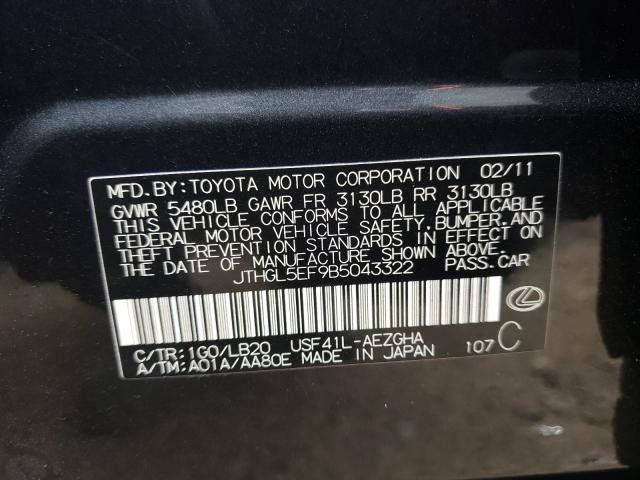 MFD.BY:TOYOTA MOTOR CORPORATION 02/11
GVWR 5480LB GAWR FR 3130LB RR 3130LB
THIS VEHICLE CONFORMS TO ALL APPLICABLE
FEDERAL MOTOR VEHICLE SAFETY,BUMPER,AND
THEFT PREVENTION STANDARDS IN EFFECT ON
THE DATE OF MANUFACTURE SHOWN ABOVE.
JTHGL5EF9B5043322 PASS.CAR
C/TR:1G0/LB20 USF41L-AEZGHA
A/TM:A01A/AA80E MADE IN JAPAN 107 C